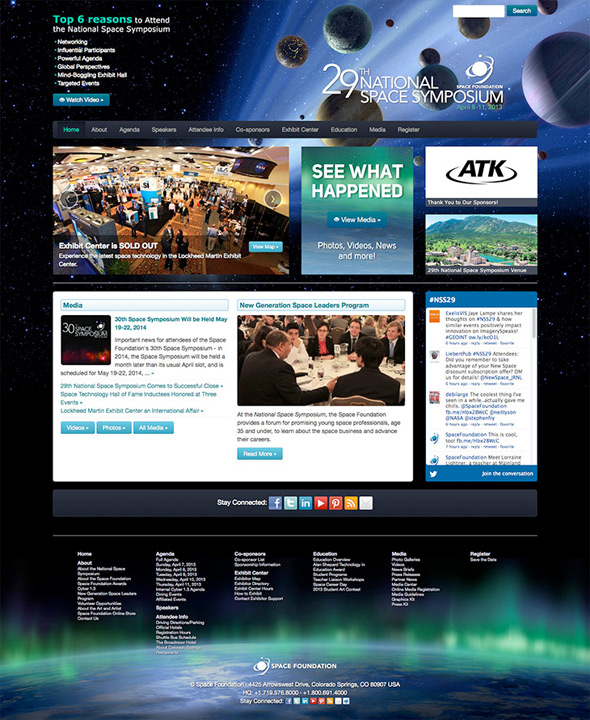 Top 6 reasons to Attend
the National Space Symposium
Search
• Networking
• Influential Participants
• Powerful Agenda
• Global Perspectives
• Mind-Boggling Exhibit Hall
• Targeted Events
Watch Video »
29TH NATIONAL
SPACE SYMPOSIUM
SPACE FOUNDATION
April 8-11, 2013
Home About Agenda Speakers Attendee Info Co-sponsors Exhibit Center Education Media Register
Exhibit Center is SOLD OUT
Experience the latest space technology in the Lockheed Martin Exhibit
Center.
View Map »
SEE WHAT
HAPPENED
View Media »
Photos, Videos, News
and more!
ATK
Thank You to Our Sponsors!
29th National Space Symposium Venue
Media
30
SPACE
SYMPOSIUM
30th Space Symposium Will be Held May
19-22, 2014
Important news for attendees of the Space
Foundation's 30th Space Symposium - in
2014, the Space Symposium will be held a
month later than its usual April slot, and is
scheduled for May 19-22, 2014, ... »
29th National Space Symposium Comes to Successful Close »
Space Technology Hall of Fame Inductees Honored at Three
Events »
Lockheed Martin Exhibit Center an International Affair »
Videos » Photos » All Media »
New Generation Space Leaders Program
At the National Space Symposium, the Space Foundation
provides a forum for promising young space professionals, age
35 and under, to learn about the space business and advance
their careers.
Read More »
#NSS29
ExelisVIS Jaye Lampe shares her
thoughts on #NSS29 & how
similar events positively impact
innovation on ImagerySpeaks!
#GEOINT
6 hours ago · reply · retweet · favorite
LiebertPub #NSS29 Attendees:
Did you remember to take
advantage of your New Space
discount subscription offer? DM
us for details! @NewSpace_JRNL
6 hours ago · reply · retweet · favorite
debilarge The coolest thing I've
seen in a while...actually gave me
chills. @SpaceFoundation
fb.me/Hbx2BWcC @neiltyson
@NASA @stephenfry
6 hours ago · reply · retweet · favorite
SpaceFoundation This is cool,
too! fb.me/Hbx2BWcC
7 hours ago · reply · retweet · favorite
SpaceFoundation Meet Lorraine
Lightner, a teacher at Mainland
Join the conversation
Stay Connected:
Home
About
About the National Space
Symposium
About the Space Foundation
Space Foundation Awards
Cyber 1.3
New Generation Space Leaders
Program
Volunteer Opportunities
About the Art and Artist
Space Foundation Online Store
Contact Us
Agenda
Full Agenda
Sunday, April 7, 2013
Monday, April 8, 2013
Tuesday, April 9, 2013
Wednesday, April 10, 2013
Thursday, April 11, 2013
Internal Cyber 1.3 Agenda
Dining Events
Affiliated Events
Speakers
Attendee Info
Driving Directions/Parking
Official Hotels
Registration Hours
Shuttle Bus Schedule
The Broadmoor Hotel
About Colorado Springs
Restaurants
Co-sponsors
Co-sponsor List
Sponsorship Information
Exhibit Center
Exhibitor Map
Exhibitor Directory
Exhibit Center Hours
How to Exhibit
Contact Exhibitor Support
Education
Education Overview
Alan Shepard Technology in
Education Award
Student Programs
Teacher Liaison Workshops
Space Career Day
2013 Student Art Contest
Media
Photo Galleries
Videos
News Briefs
Press Releases
Partner News
Media Center
Online Media Registration
Media Guidelines
Graphics Kit
Press Kit
Register
Save the Date
SPACE FOUNDATION
© Space Foundation · 4425 Arrowswest Drive, Colorado Springs, CO 80907 USA
HQ: +1.719.576.8000 · +1.800.691.4000
Stay Connected: